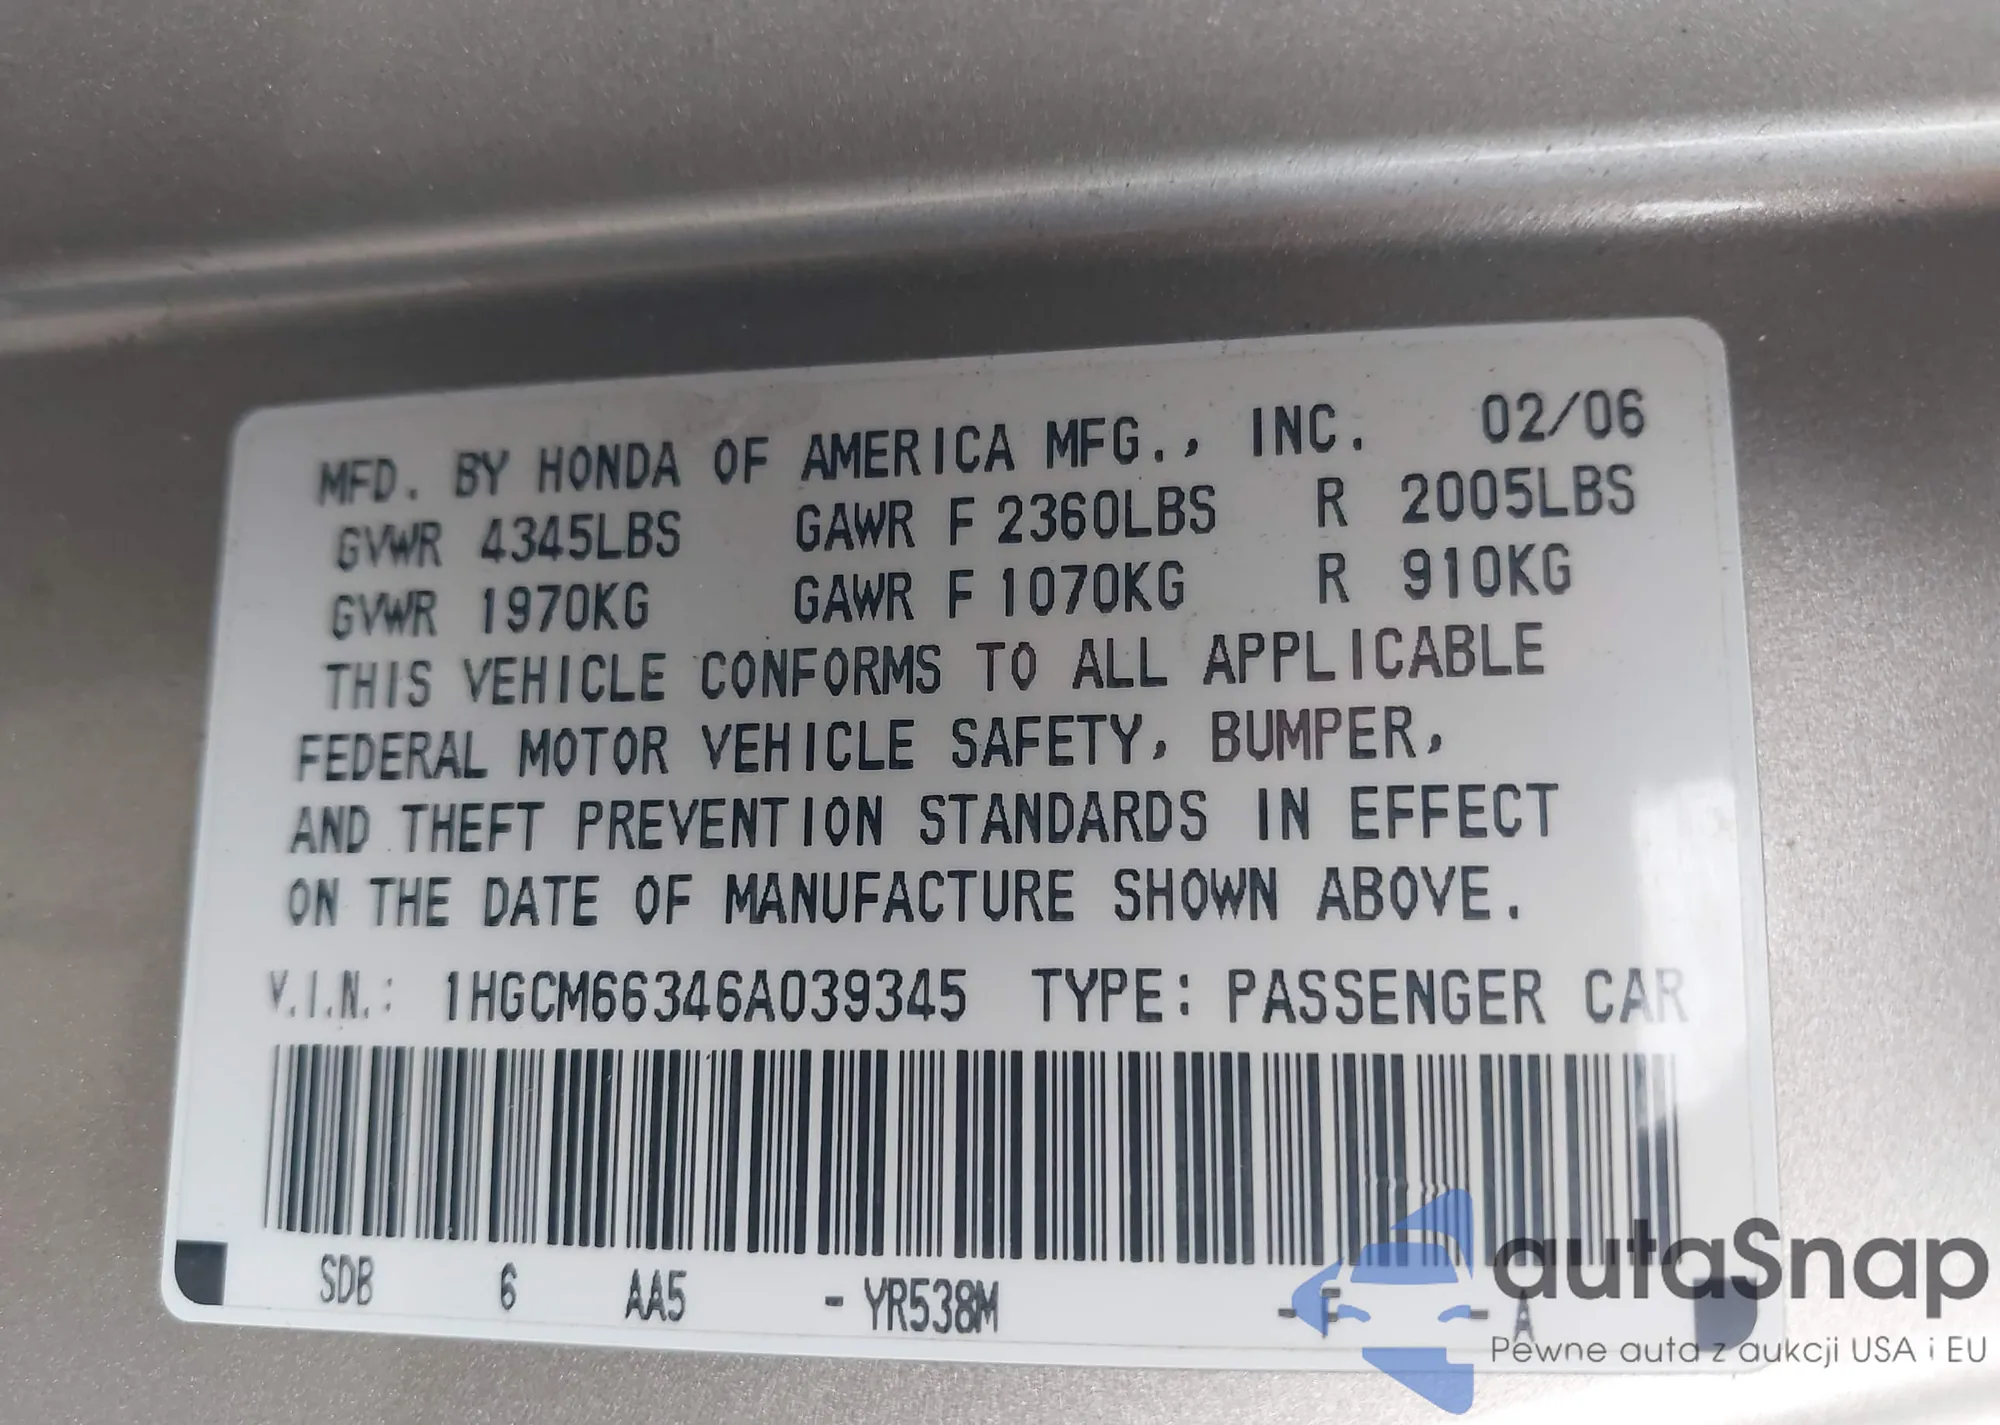 MFD. BY HONDA OF AMERICA MFG., INC. 02/06
GVWR 4345LBS GAWR F 2360LBS R 2005LBS
GVWR 1970KG GAWR F 1070KG R 910KG
THIS VEHICLE CONFORMS TO ALL APPLICABLE
FEDERAL MOTOR VEHICLE SAFETY, BUMPER,
AND THEFT PREVENTION STANDARDS IN EFFECT
ON THE DATE OF MANUFACTURE SHOWN ABOVE.
V.I.N.: 1HGCM66346A039345 TYPE: PASSENGER CAR
SDB 6 AA5 - YR538M - F - A
autaSnap
Pewne auta z aukcji USA i EU